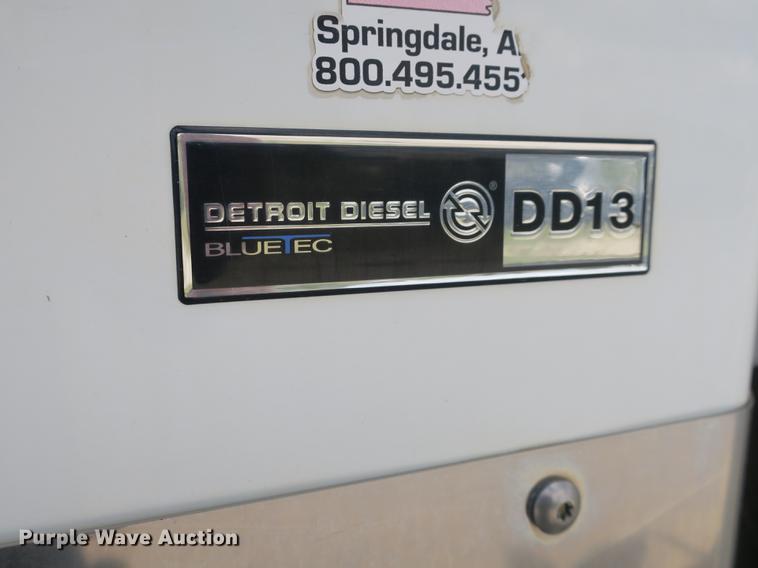 Springdale, A
800.495.455
DETROIT DIESEL ® DD13
BLUETEC
Purple Wave Auction